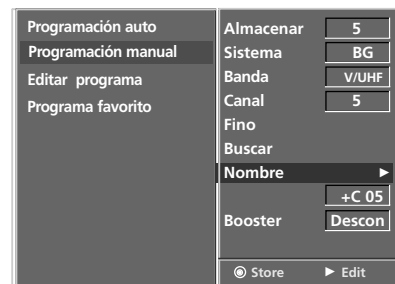 Programación auto
Programación manual
Editar programa
Programa favorito
Almacenar 5
Sistema BG
Banda V/UHF
Canal 5
Fino
Buscar
Nombre ►
+C 05
Booster Descon
◉ Store ► Edit